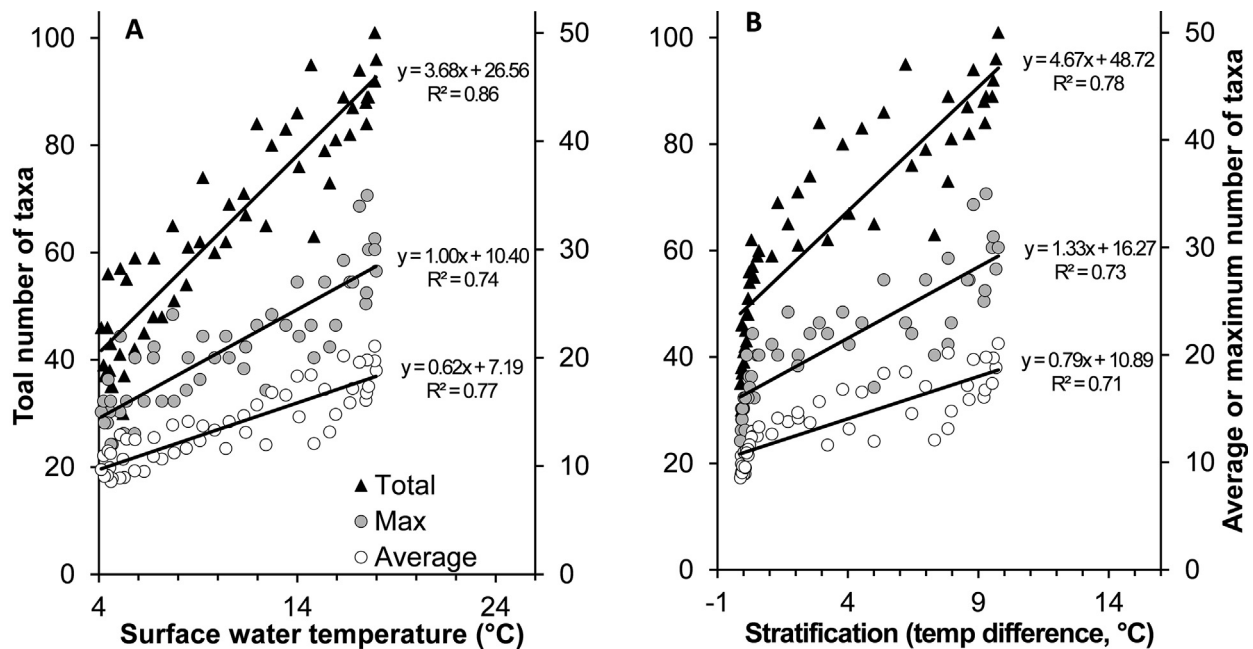 A
Toal number of taxa
100
80
60
40
20
0
50
40
30
20
10
0
y = 3.68x + 26.56
R² = 0.86
y = 1.00x + 10.40
R² = 0.74
y = 0.62x + 7.19
R² = 0.77
Total
Max
Average
4
14
24
Surface water temperature (°C)
B
100
80
60
40
20
0
50
40
30
20
10
0
y = 4.67x + 48.72
R² = 0.78
y = 1.33x + 16.27
R² = 0.73
y = 0.79x + 10.89
R² = 0.71
-1
4
9
14
Stratification (temp difference, °C)
Average or maximum number of taxa